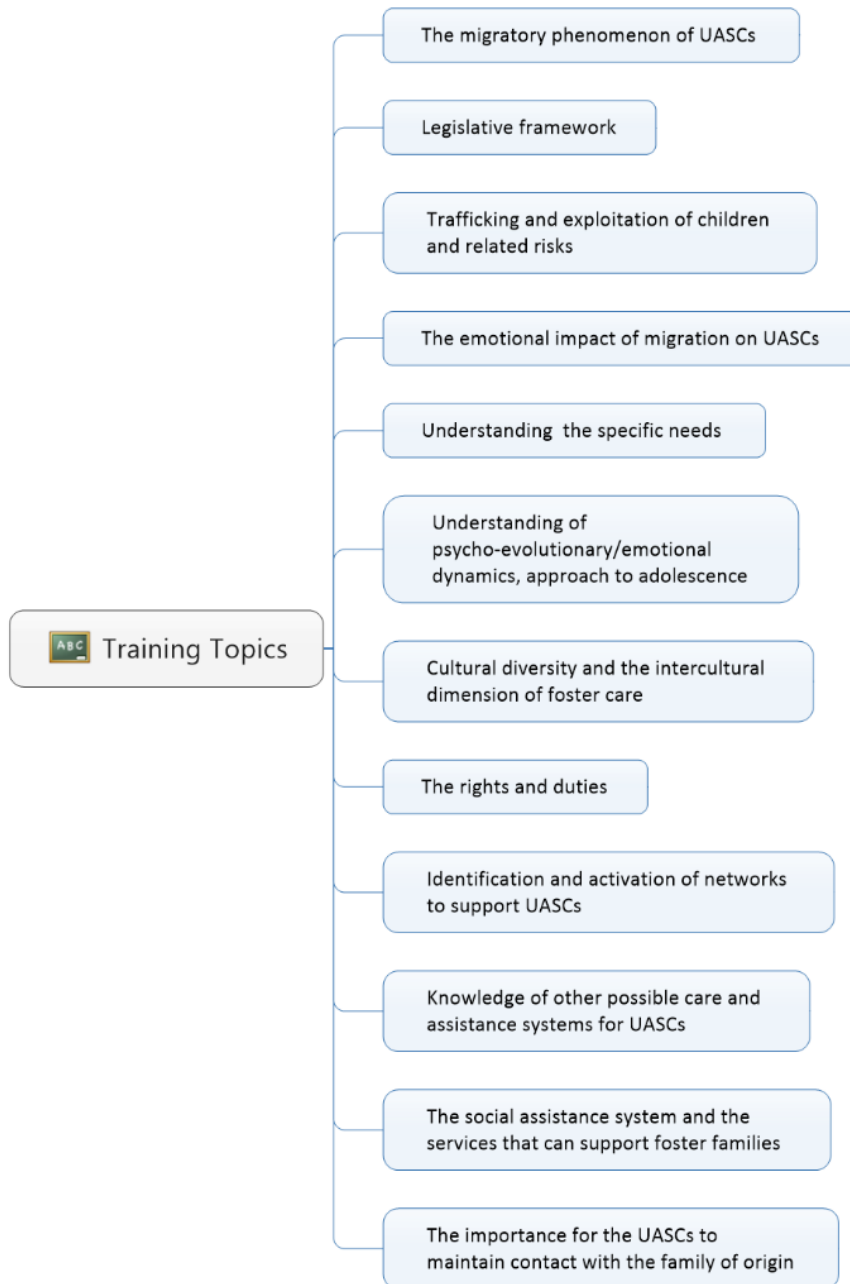 The migratory phenomenon of UASCs
Legislative framework
Trafficking and exploitation of children
and related risks
The emotional impact of migration on UASCs
Understanding  the specific needs
Understanding of
psycho-evolutionary/emotional
dynamics, approach to adolescence
ABC
Training Topics
Cultural diversity and the intercultural
dimension of foster care
The rights and duties
Identification and activation of networks
to support UASCs
Knowledge of other possible care and
assistance systems for UASCs
The social assistance system and the
services that can support foster families
The importance for the UASCs to
maintain contact with the family of origin